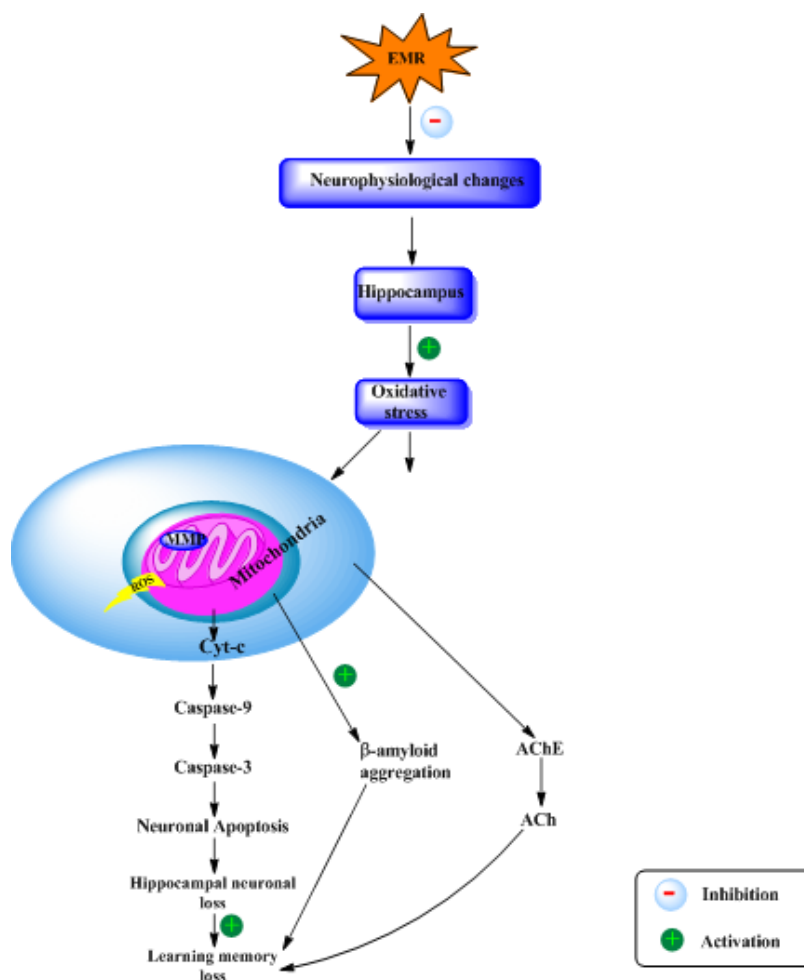 EMR
Neurophysiological changes
Hippocampus
Oxidative
stress
MMP
Mitochondria
ROS
Cyt-c
Caspase-9
Caspase-3
Neuronal Apoptosis
Hippocampal neuronal
loss
Learning memory
loss
β-amyloid
aggregation
AChE
ACh
Inhibition
Activation